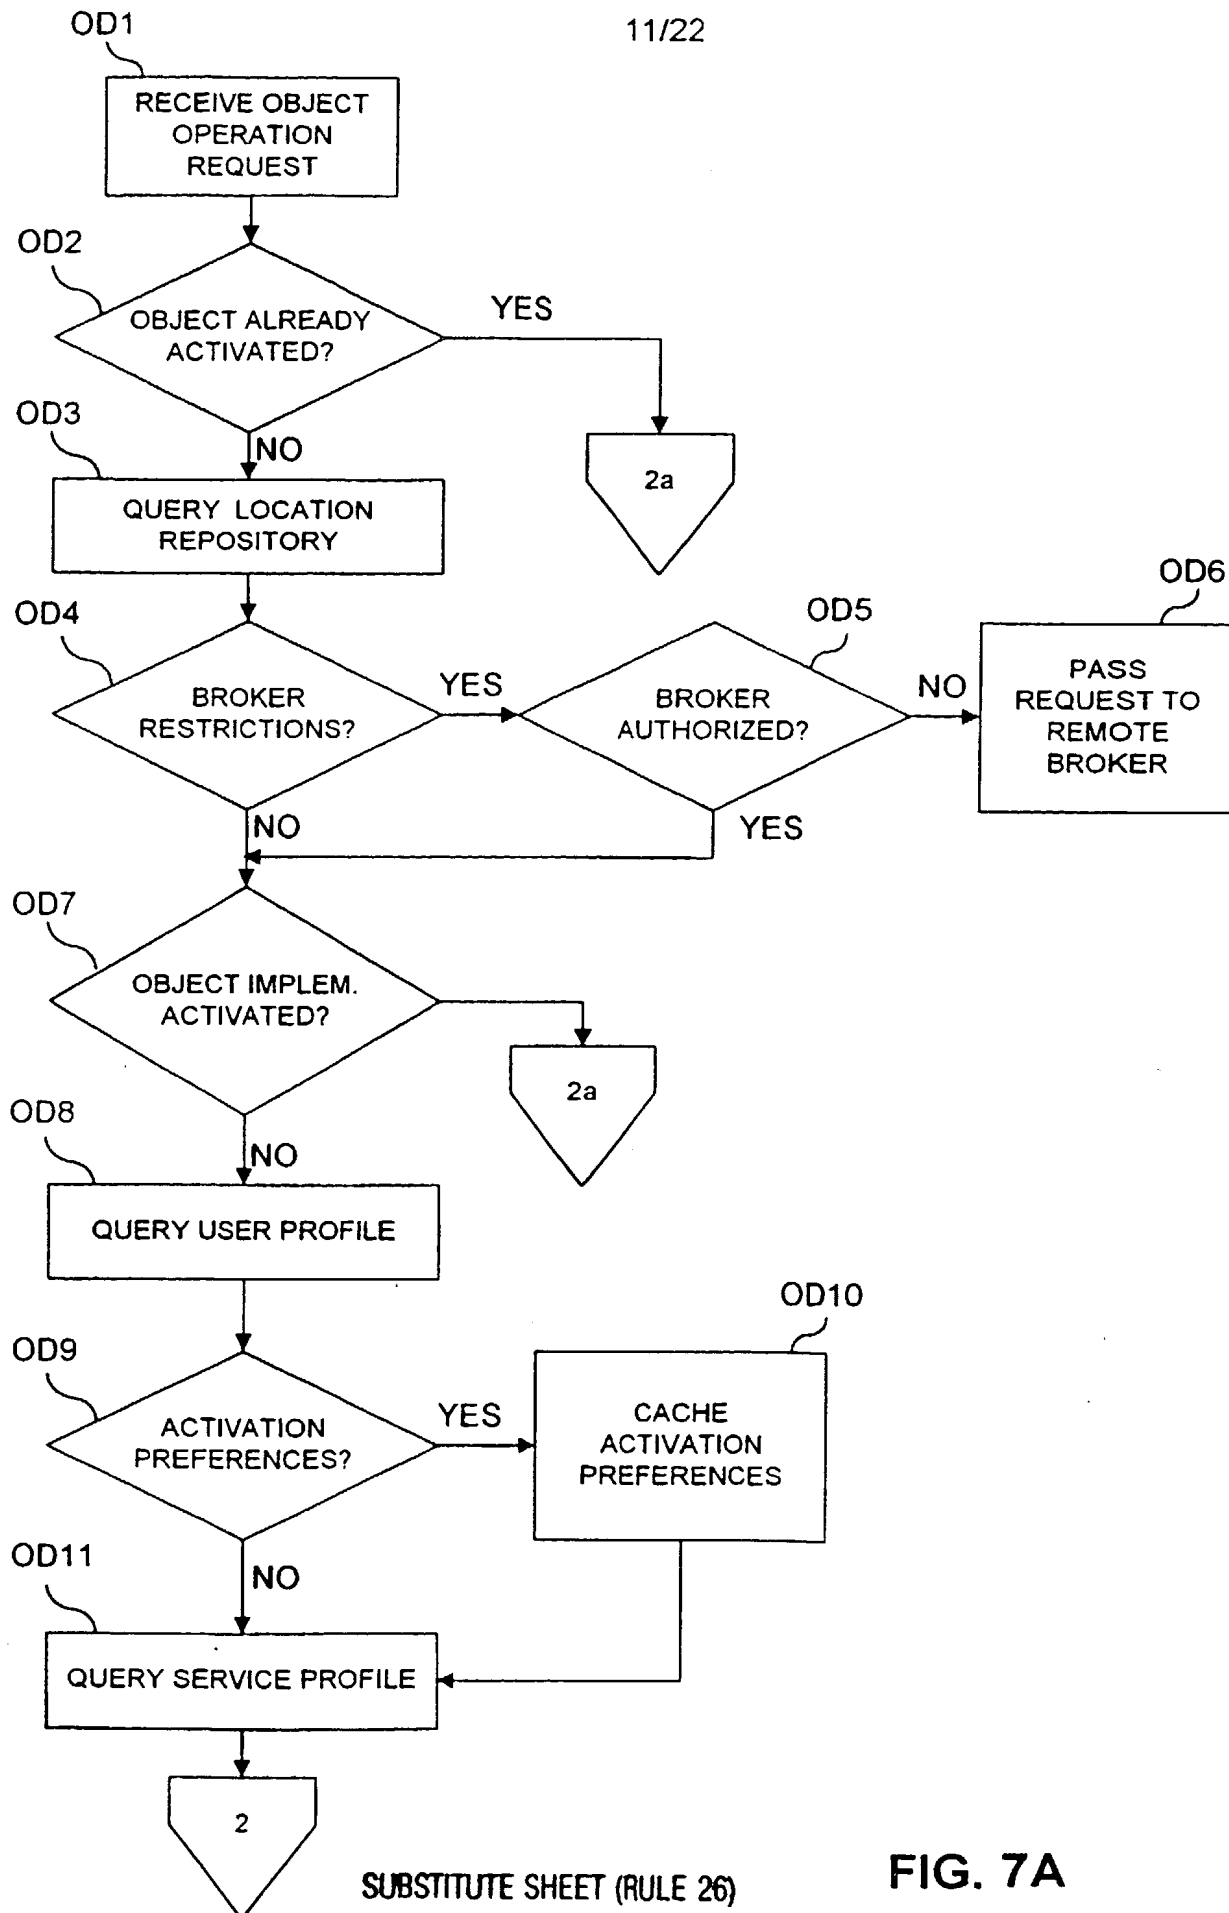 11/22
OD1
RECEIVE OBJECT
OPERATION
REQUEST
OD2
OBJECT ALREADY
ACTIVATED?
YES
NO
2a
OD3
QUERY LOCATION
REPOSITORY
OD4
BROKER
RESTRICTIONS?
YES
NO
OD5
BROKER
AUTHORIZED?
NO
YES
OD6
PASS
REQUEST TO
REMOTE
BROKER
OD7
OBJECT IMPLEM.
ACTIVATED?
2a
NO
OD8
QUERY USER PROFILE
OD9
ACTIVATION
PREFERENCES?
YES
NO
OD10
CACHE
ACTIVATION
PREFERENCES
OD11
QUERY SERVICE PROFILE
2
SUBSTITUTE SHEET (RULE 26)
FIG. 7A